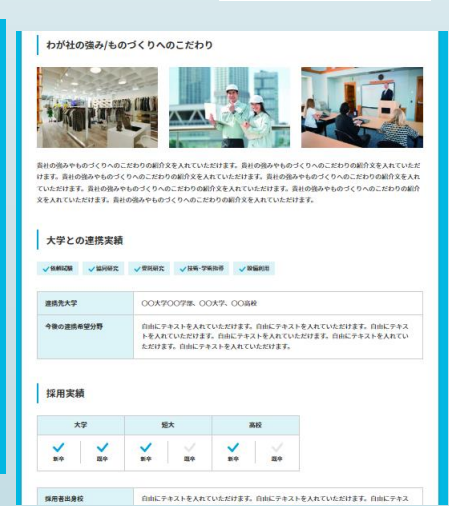 わが社の強み/ものづくりへのこだわり
貴社の強みやものづくりへのこだわりの紹介文を入れていただけます。貴社の強みやものづくりへのこだわりの紹介文を入れていただ
けます。貴社の強みやものづくりへのこだわりの紹介文を入れていただけます。貴社の強みやものづくりへのこだわりの紹介文を入れ
ていただけます。貴社の強みやものづくりへのこだわりの紹介文を入れていただけます。貴社の強みやものづくりへのこだわりの紹介
文を入れていただけます。貴社の強みやものづくりへのこだわりの紹介文を入れていただけます。
大学との連携実績
依頼試験 協同研究 受託研究 技術・学術指導 設備利用
連携先大学 〇〇大学〇〇学部、〇〇大学、〇〇高校
今後の連携希望分野 自由にテキストを入れていただけます。自由にテキストを入れていただけます。自由にテキス
トを入れていただけます。自由にテキストを入れていただけます。自由にテキストを入れてい
ただけます。自由にテキストを入れていただけます。
採用実績
大学 短大 高校
新卒 既卒 新卒 既卒 新卒 既卒
採用者出身校 自由にテキストを入れていただけます。自由にテキストを入れていただけます。自由にテキス